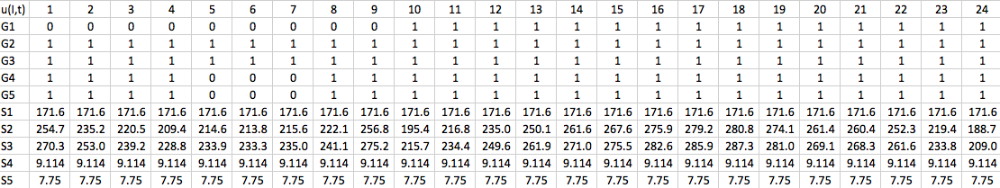 u(I,t) 1 2 3 4 5 6 7 8 9 10 11 12 13 14 15 16 17 18 19 20 21 22 23 24
G1 0 0 0 0 0 0 0 0 0 1 1 1 1 1 1 1 1 1 1 1 1 1 1 1
G2 1 1 1 1 1 1 1 1 1 1 1 1 1 1 1 1 1 1 1 1 1 1 1 1
G3 1 1 1 1 1 1 1 1 1 1 1 1 1 1 1 1 1 1 1 1 1 1 1 1
G4 1 1 1 1 0 0 0 1 1 1 1 1 1 1 1 1 1 1 1 1 1 1 1 1
G5 1 1 1 1 0 0 0 1 1 1 1 1 1 1 1 1 1 1 1 1 1 1 1 1
S1 171.6 171.6 171.6 171.6 171.6 171.6 171.6 171.6 171.6 171.6 171.6 171.6 171.6 171.6 171.6 171.6 171.6 171.6 171.6 171.6 171.6 171.6 171.6 171.6
S2 254.7 235.2 220.5 209.4 214.6 213.8 215.6 222.1 256.8 195.4 216.8 235.0 250.1 261.6 267.6 275.9 279.2 280.8 274.1 261.4 260.4 252.3 219.4 188.7
S3 270.3 253.0 239.2 228.8 233.9 233.3 235.0 241.1 275.2 215.7 234.4 249.6 261.9 271.0 275.5 282.6 285.9 287.3 281.0 269.1 268.3 261.6 233.8 209.0
S4 9.114 9.114 9.114 9.114 9.114 9.114 9.114 9.114 9.114 9.114 9.114 9.114 9.114 9.114 9.114 9.114 9.114 9.114 9.114 9.114 9.114 9.114 9.114 9.114
S5 7.75 7.75 7.75 7.75 7.75 7.75 7.75 7.75 7.75 7.75 7.75 7.75 7.75 7.75 7.75 7.75 7.75 7.75 7.75 7.75 7.75 7.75 7.75 7.75